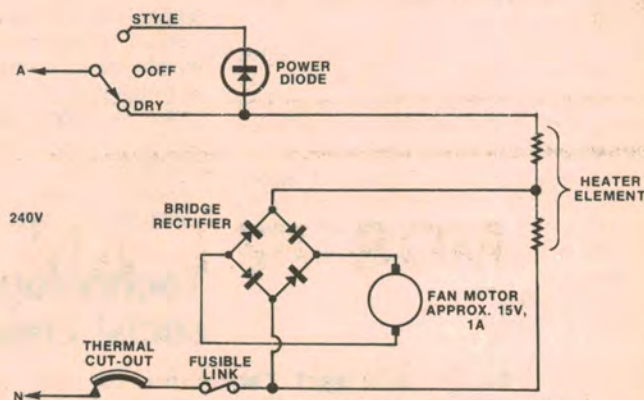 STYLE
A
OFF
POWER
DIODE
DRY
HEATER
ELEMENT
BRIDGE
RECTIFIER
240V
FAN MOTOR
APPROX. 15V,
1A
THERMAL
CUT-OUT
FUSIBLE
LINK
N